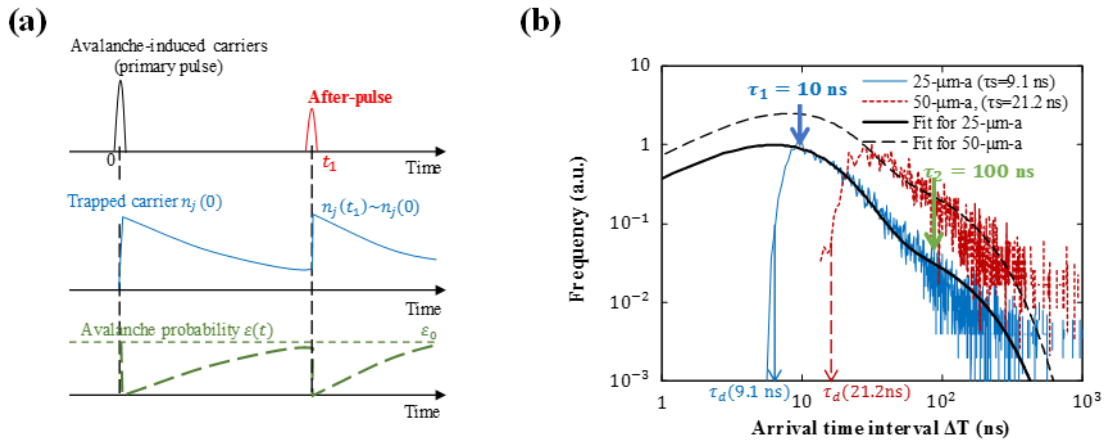 (a)
Avalanche-induced carriers
(primary pulse)
After-pulse
0
t₁
Time
Trapped carrier nⱼ(0)
nⱼ(t₁)~nⱼ(0)
Time
Avalanche probability ε(t)
ε₀
Time
(b)
Frequency (a.u.)
10
1
10⁻¹
10⁻²
10⁻³
τ₁ = 10 ns
25-μm-a (τs=9.1 ns)
50-μm-a, (τs=21.2 ns)
Fit for 25-μm-a
Fit for 50-μm-a
τ₂ = 100 ns
τ_d(9.1 ns)
τ_d(21.2ns)
1
10
10²
10³
Arrival time interval ΔT (ns)